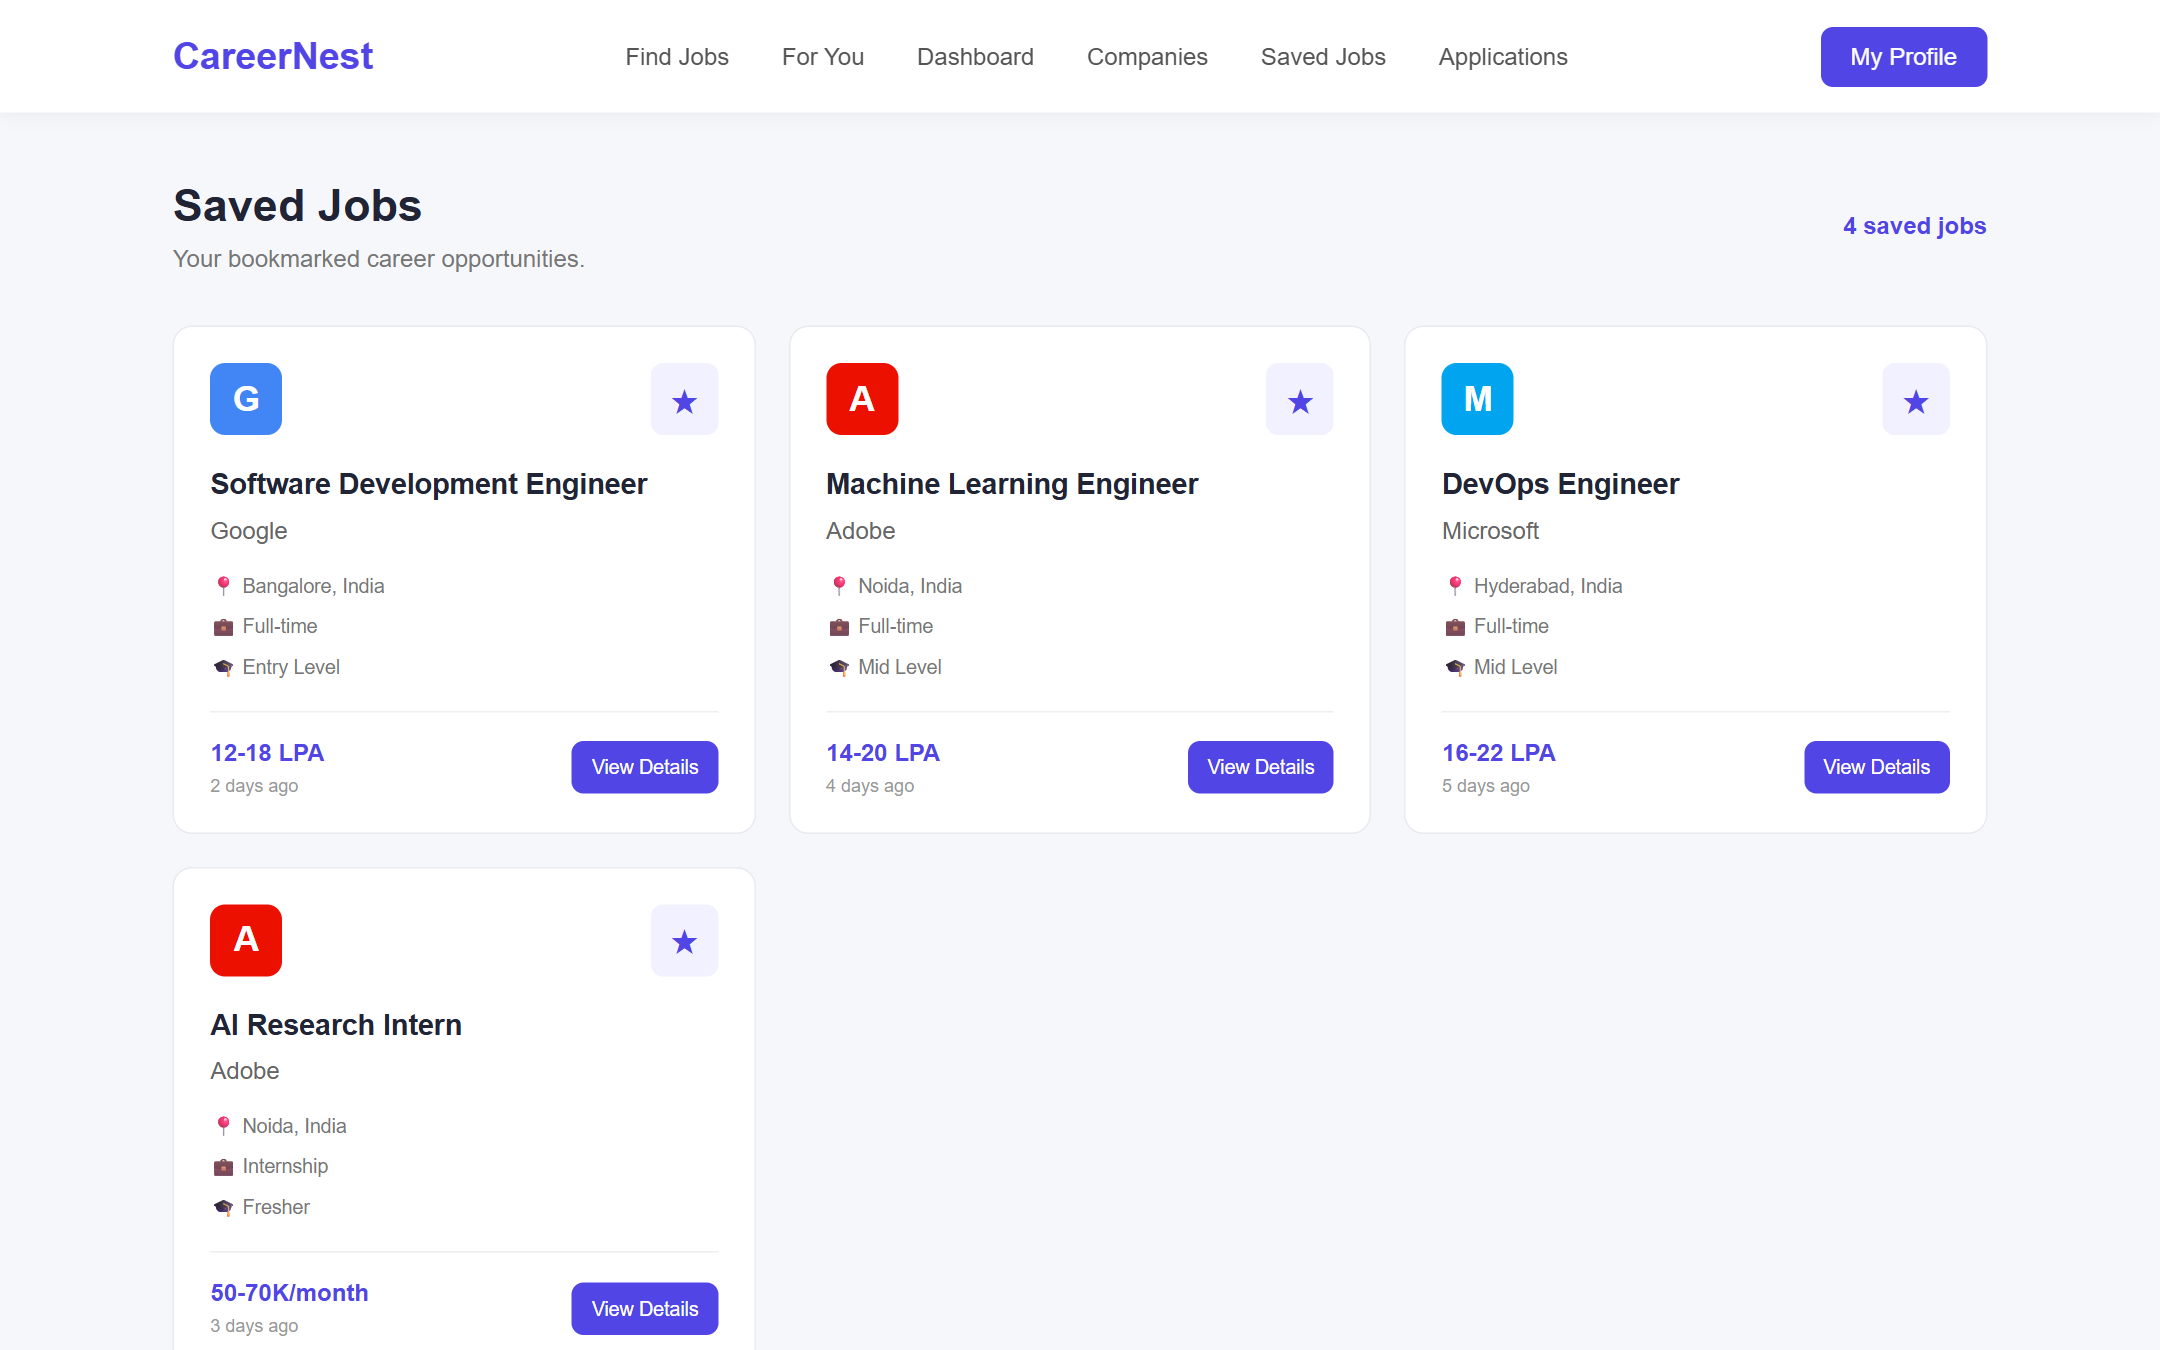 CareerNest
Find Jobs
For You
Dashboard
Companies
Saved Jobs
Applications
My Profile
Saved Jobs
Your bookmarked career opportunities.
4 saved jobs
G
Software Development Engineer
Google
Bangalore, India
Full-time
Entry Level
12-18 LPA
2 days ago
View Details
A
Machine Learning Engineer
Adobe
Noida, India
Full-time
Mid Level
14-20 LPA
4 days ago
View Details
M
DevOps Engineer
Microsoft
Hyderabad, India
Full-time
Mid Level
16-22 LPA
5 days ago
View Details
A
AI Research Intern
Adobe
Noida, India
Internship
Fresher
50-70K/month
3 days ago
View Details